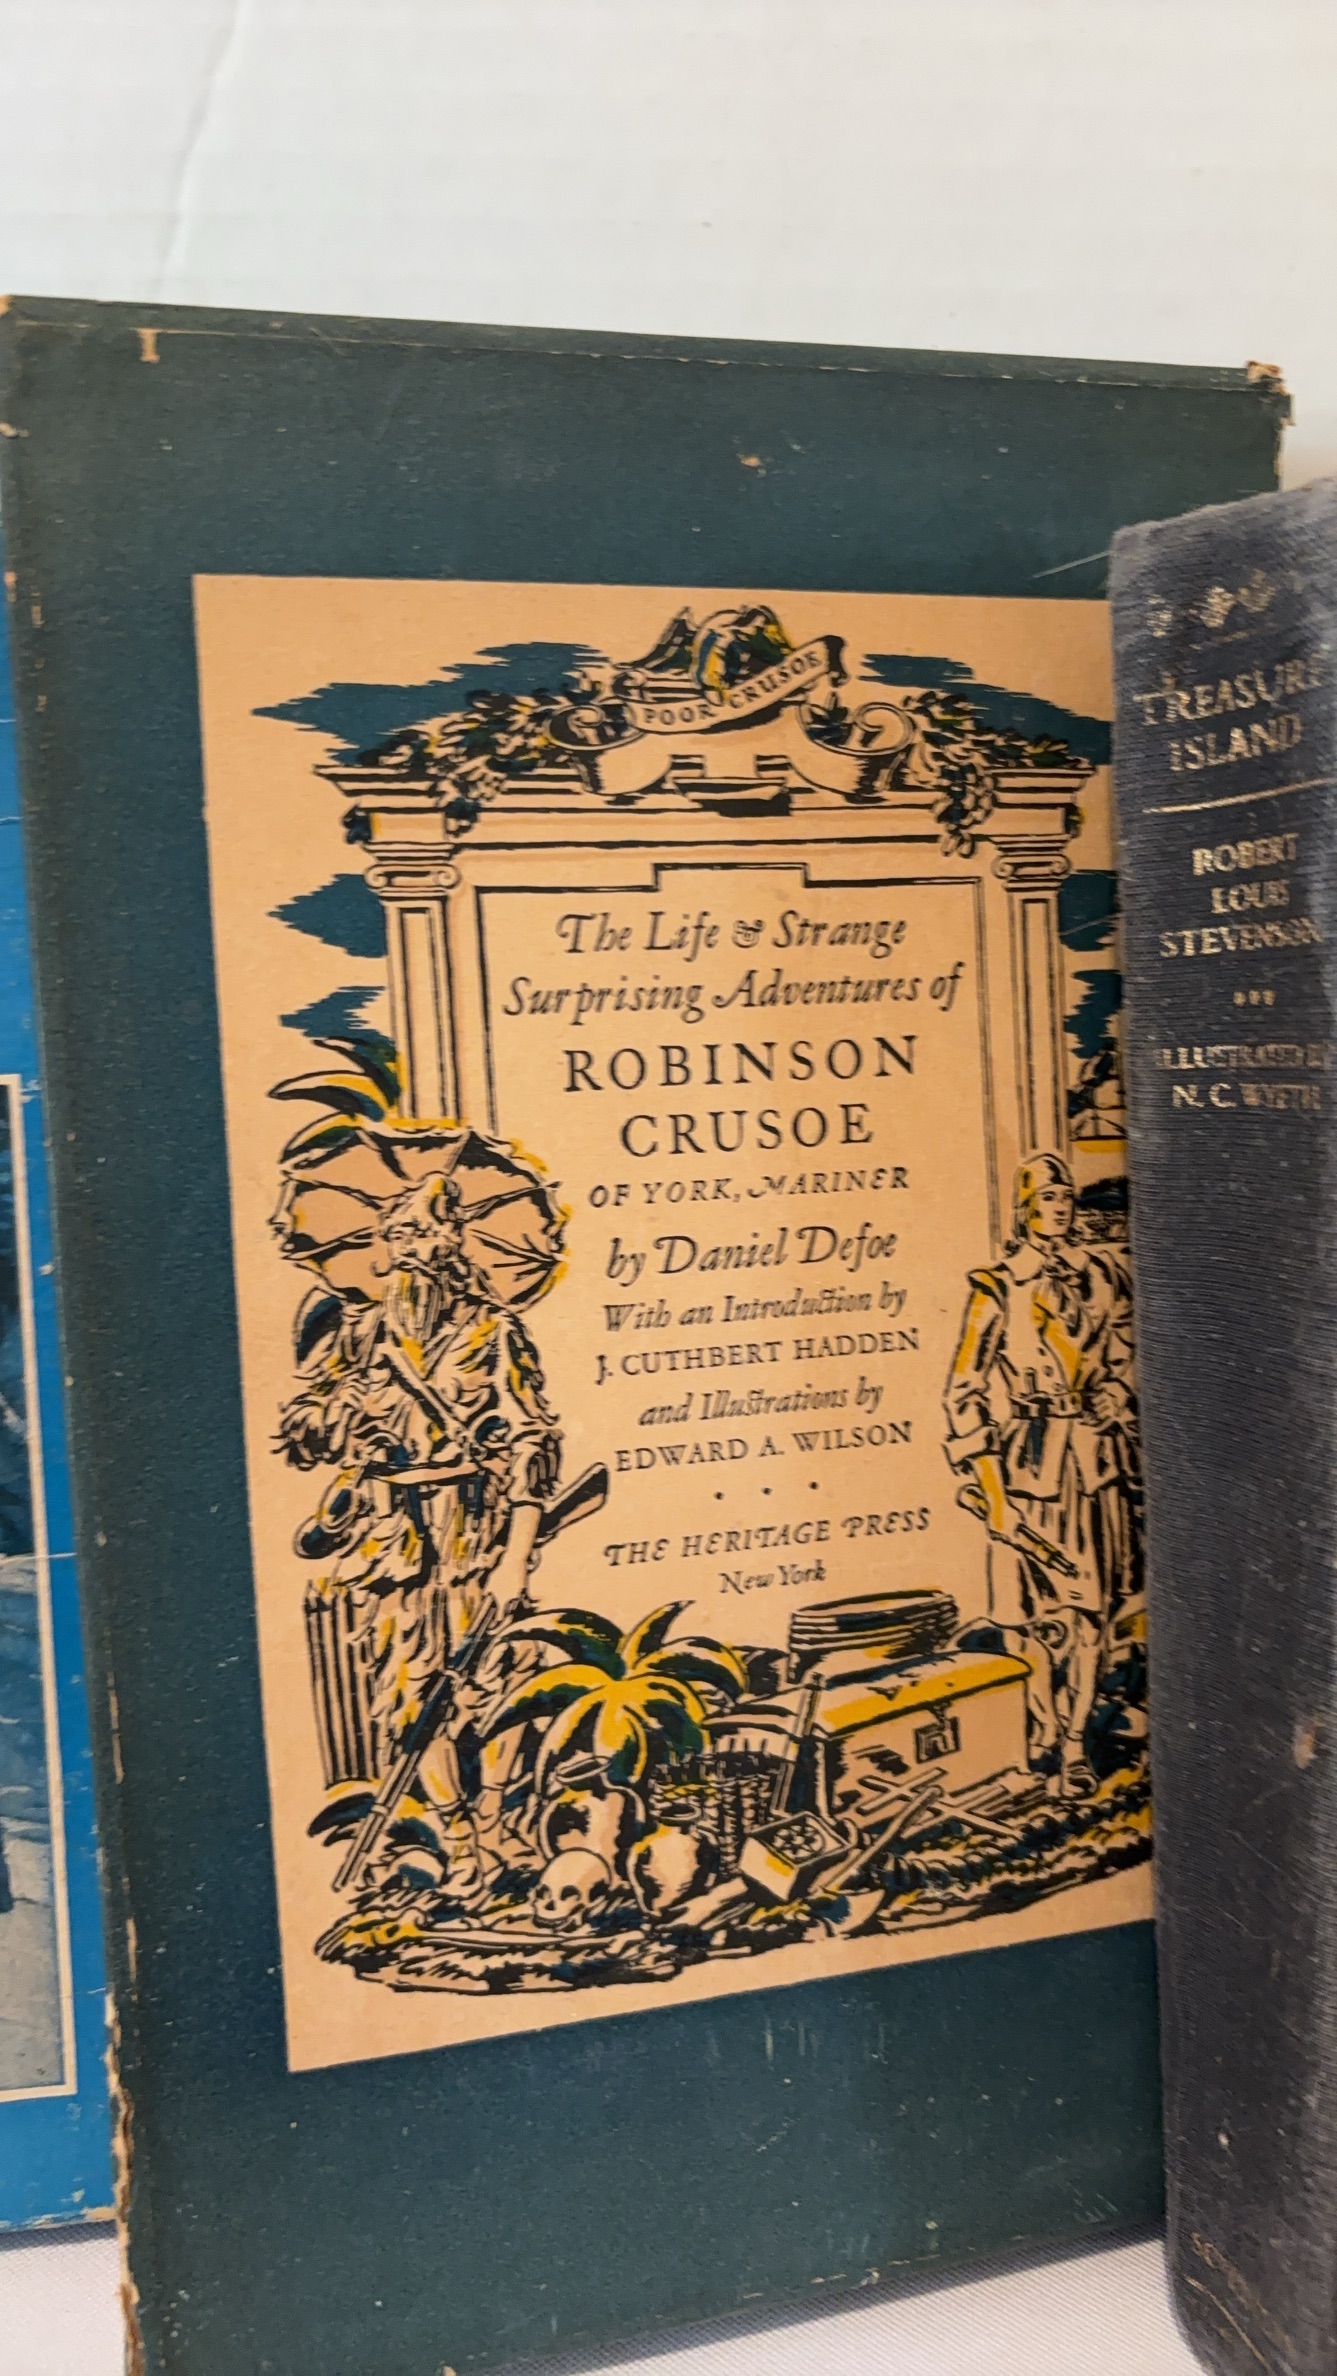 POOR CRUSOE
The Life & Strange
Surprising Adventures of
ROBINSON
CRUSOE
OF YORK, MARINER
by Daniel Defoe
With an Introduction by
J. CUTHBERT HADDEN
and Illustrations by
EDWARD A. WILSON
. . .
THE HERITAGE PRESS
New York
TREASURE
ISLAND
ROBERT
LOUIS
STEVENSON
N. C. WYETH